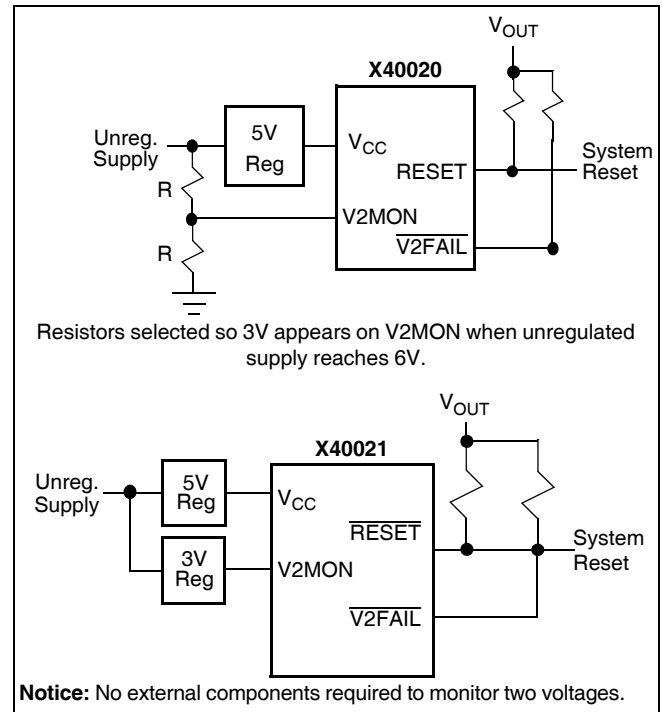 VOUT
X40020
Unreg.
Supply
5V
Reg
VCC
RESET
System
Reset
R
V2MON
V2FAIL
R
Resistors selected so 3V appears on V2MON when unregulated
supply reaches 6V.
VOUT
X40021
Unreg.
Supply
5V
Reg
VCC
RESET
System
Reset
3V
Reg
V2MON
V2FAIL
Notice: No external components required to monitor two voltages.